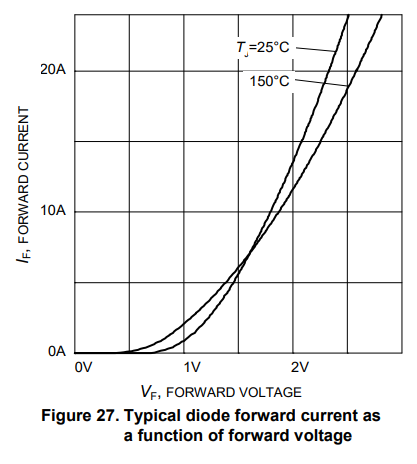 T_J=25°C
150°C
20A
10A
0A
0V 1V 2V
I_F, FORWARD CURRENT
V_F, FORWARD VOLTAGE
Figure 27. Typical diode forward current as
a function of forward voltage